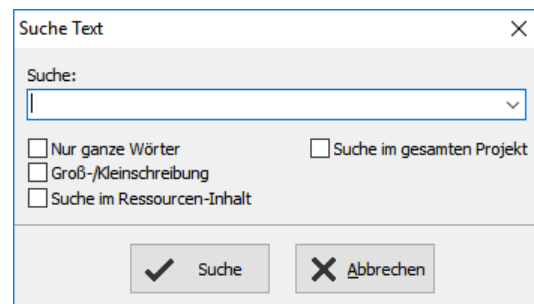 Suche Text
Suche:
Nur ganze Wörter
Suche im gesamten Projekt
Groß-/Kleinschreibung
Suche im Ressourcen-Inhalt
Suche
Abbrechen